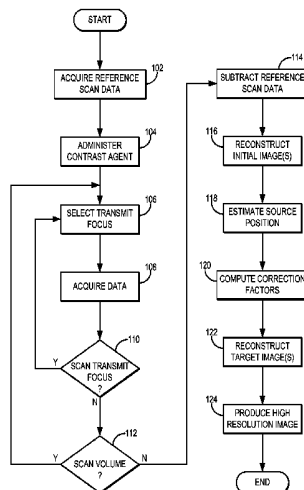 START
102
ACQUIRE REFERENCE
SCAN DATA
104
ADMINISTER
CONTRAST AGENT
106
SELECT TRANSMIT
FOCUS
108
ACQUIRE DATA
110
SCAN TRANSMIT
FOCUS
?
Y
N
112
SCAN VOLUME
?
Y
N
114
SUBTRACT REFERENCE
SCAN DATA
116
RECONSTRUCT
INITIAL IMAGE(S)
118
ESTIMATE SOURCE
POSITION
120
COMPUTE CORRECTION
FACTORS
122
RECONSTRUCT
TARGET IMAGE(S)
124
PRODUCE HIGH
RESOLUTION IMAGE
END